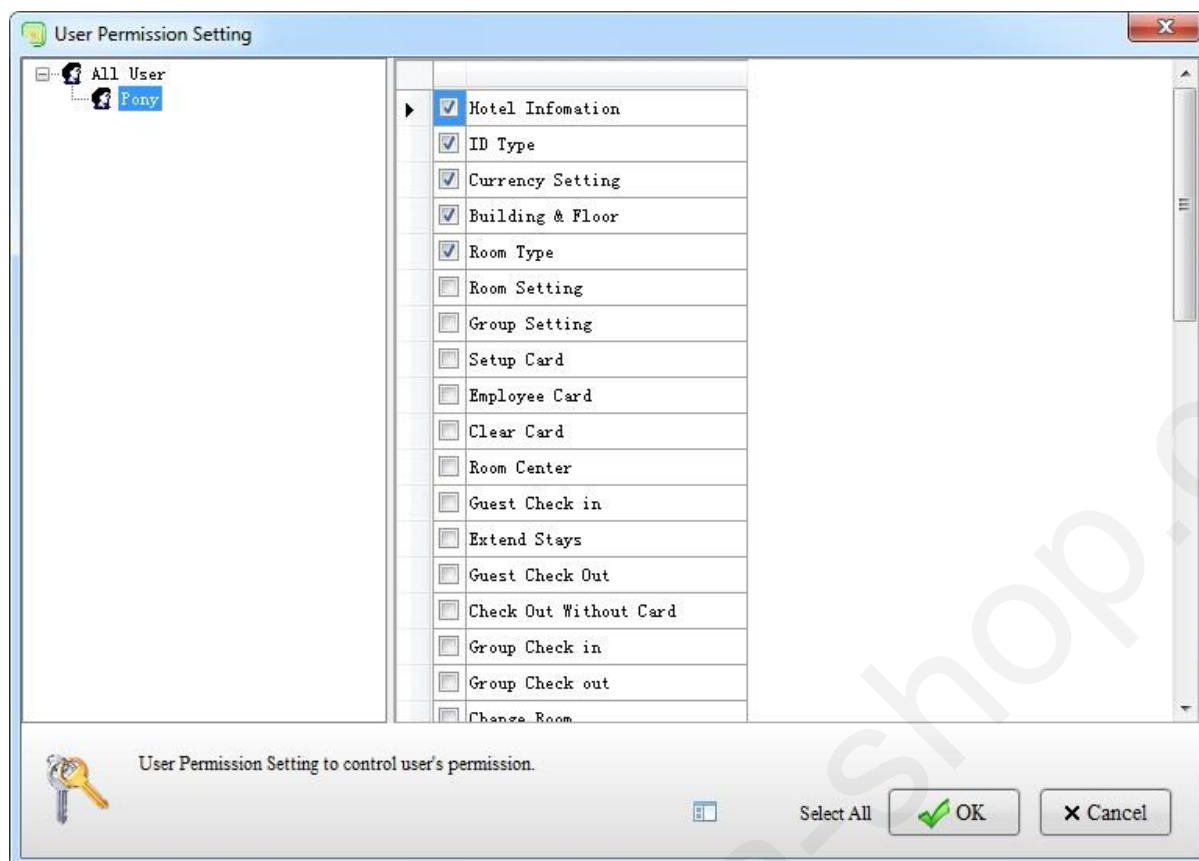 User Permission Setting
All User
Pony
Hotel Infomation
ID Type
Currency Setting
Building & Floor
Room Type
Room Setting
Group Setting
Setup Card
Employee Card
Clear Card
Room Center
Guest Check in
Extend Stays
Guest Check Out
Check Out Without Card
Group Check in
Group Check out
Change Room
User Permission Setting to control user's permission.
Select All OK Cancel
-shop.